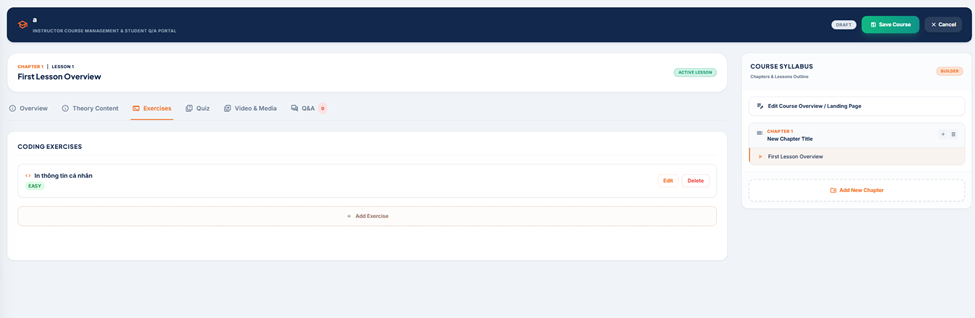 a
INSTRUCTOR COURSE MANAGEMENT & STUDENT Q/A PORTAL
DRAFT
Save Course
Cancel
CHAPTER 1 | LESSON 1
First Lesson Overview
ACTIVE LESSON
Overview
Theory Content
Exercises
Quiz
Video & Media
Q&A
0
CODING EXERCISES
In thông tin cá nhân
EASY
Edit
Delete
+ Add Exercise
COURSE SYLLABUS
Chapters & Lessons Outline
BUILDER
Edit Course Overview / Landing Page
CHAPTER 1
New Chapter Title
First Lesson Overview
Add New Chapter